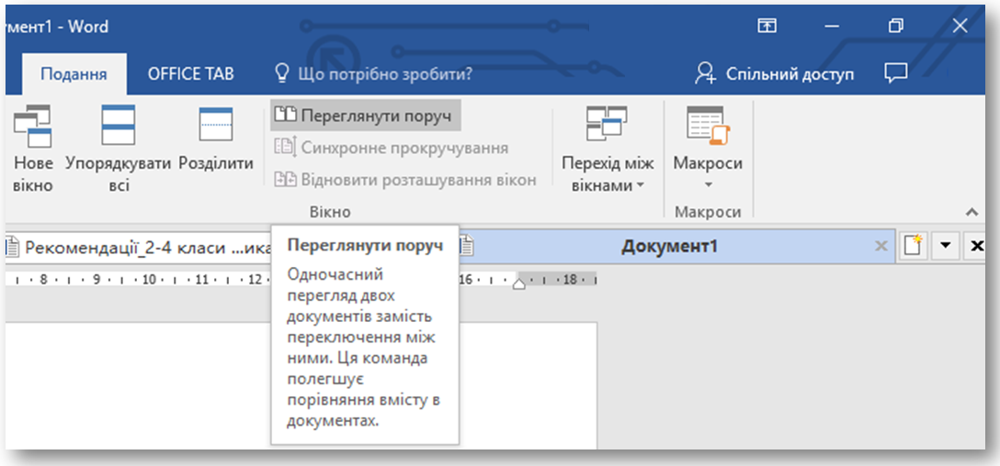 мент1 - Word
Подання OFFICE TAB Що потрібно зробити? Спільний доступ
Нове вікно
Упорядкувати всі
Розділити
Переглянути поруч
Синхронне прокручування
Відновити розташування вікон
Перехід між вікнами
Макроси
Вікно
Макроси
Рекомендації_2-4 класи ...ика
Документ1
8 9 10 11 12 16 18
Переглянути поруч
Одночасний
перегляд двох
документів замість
переключення між
ними. Ця команда
полегшує
порівняння вмісту в
документах.